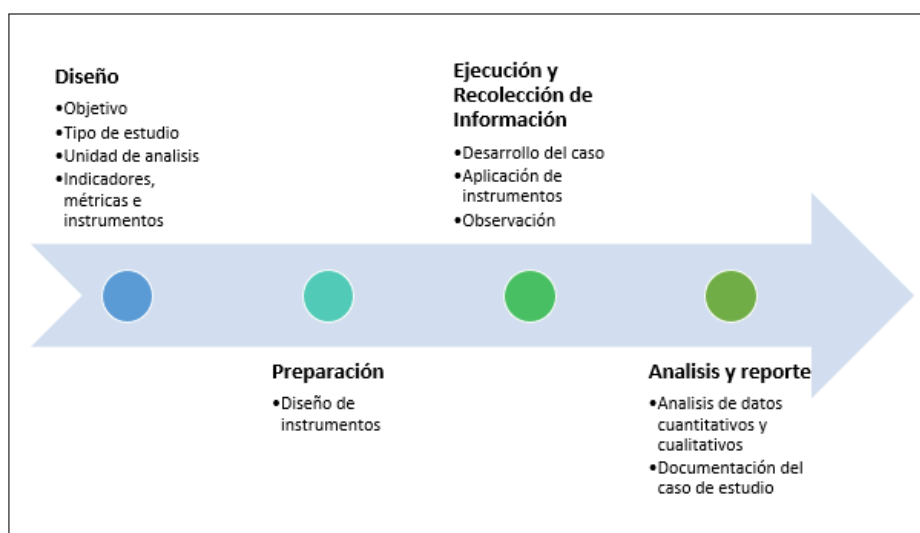 Diseño
•Objetivo
•Tipo de estudio
•Unidad de analisis
•Indicadores,
métricas e
instrumentos
Preparación
•Diseño de
instrumentos
Ejecución y
Recolección de
Información
•Desarrollo del caso
•Aplicación de
instrumentos
•Observación
Analisis y reporte
•Analisis de datos
cuantitativos y
cualitativos
•Documentación del
caso de estudio